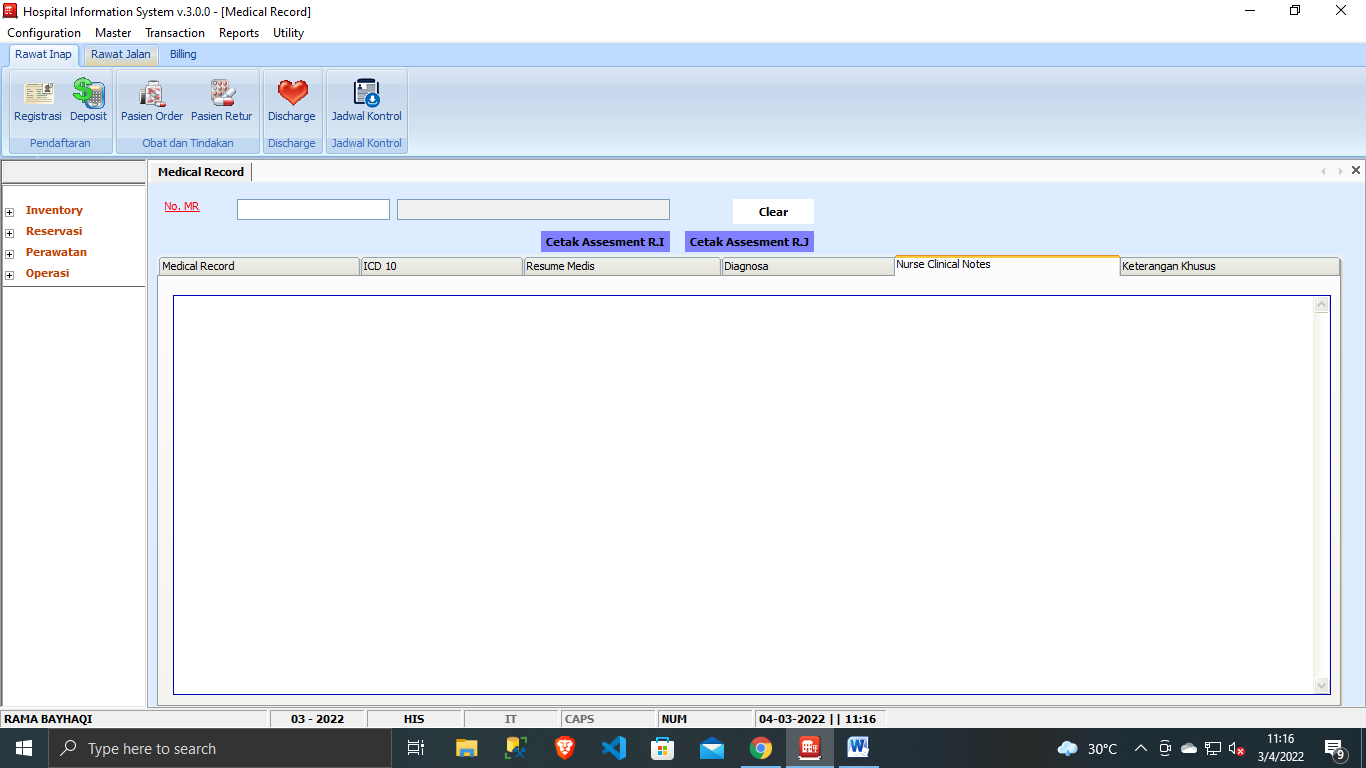 Hospital Information System v.3.0.0 - [Medical Record]
Configuration Master Transaction Reports Utility
Rawat Inap Rawat Jalan Billing
Registrasi Deposit Pasien Order Pasien Retur Discharge Jadwal Kontrol
Pendaftaran Obat dan Tindakan Discharge Jadwal Kontrol
Medical Record
No. MR Clear
Cetak Assesment R.I Cetak Assesment R.J
Medical Record ICD 10 Resume Medis Diagnosa Nurse Clinical Notes Keterangan Khusus
Inventory
Reservasi
Perawatan
Operasi
RAMA BAYHAQI 03 - 2022 HIS IT CAPS NUM 04-03-2022 || 11:16
Type here to search 30°C 11:16
3/4/2022 9